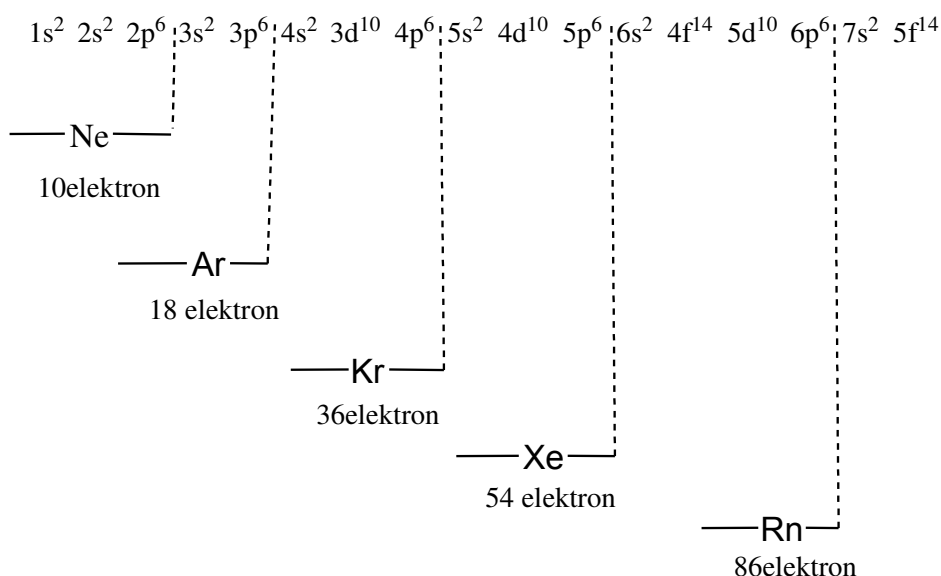 1s² 2s² 2p⁶ 3s² 3p⁶ 4s² 3d¹⁰ 4p⁶ 5s² 4d¹⁰ 5p⁶ 6s² 4f¹⁴ 5d¹⁰ 6p⁶ 7s² 5f¹⁴
Ne
10elektron
Ar
18 elektron
Kr
36elektron
Xe
54 elektron
Rn
86elektron